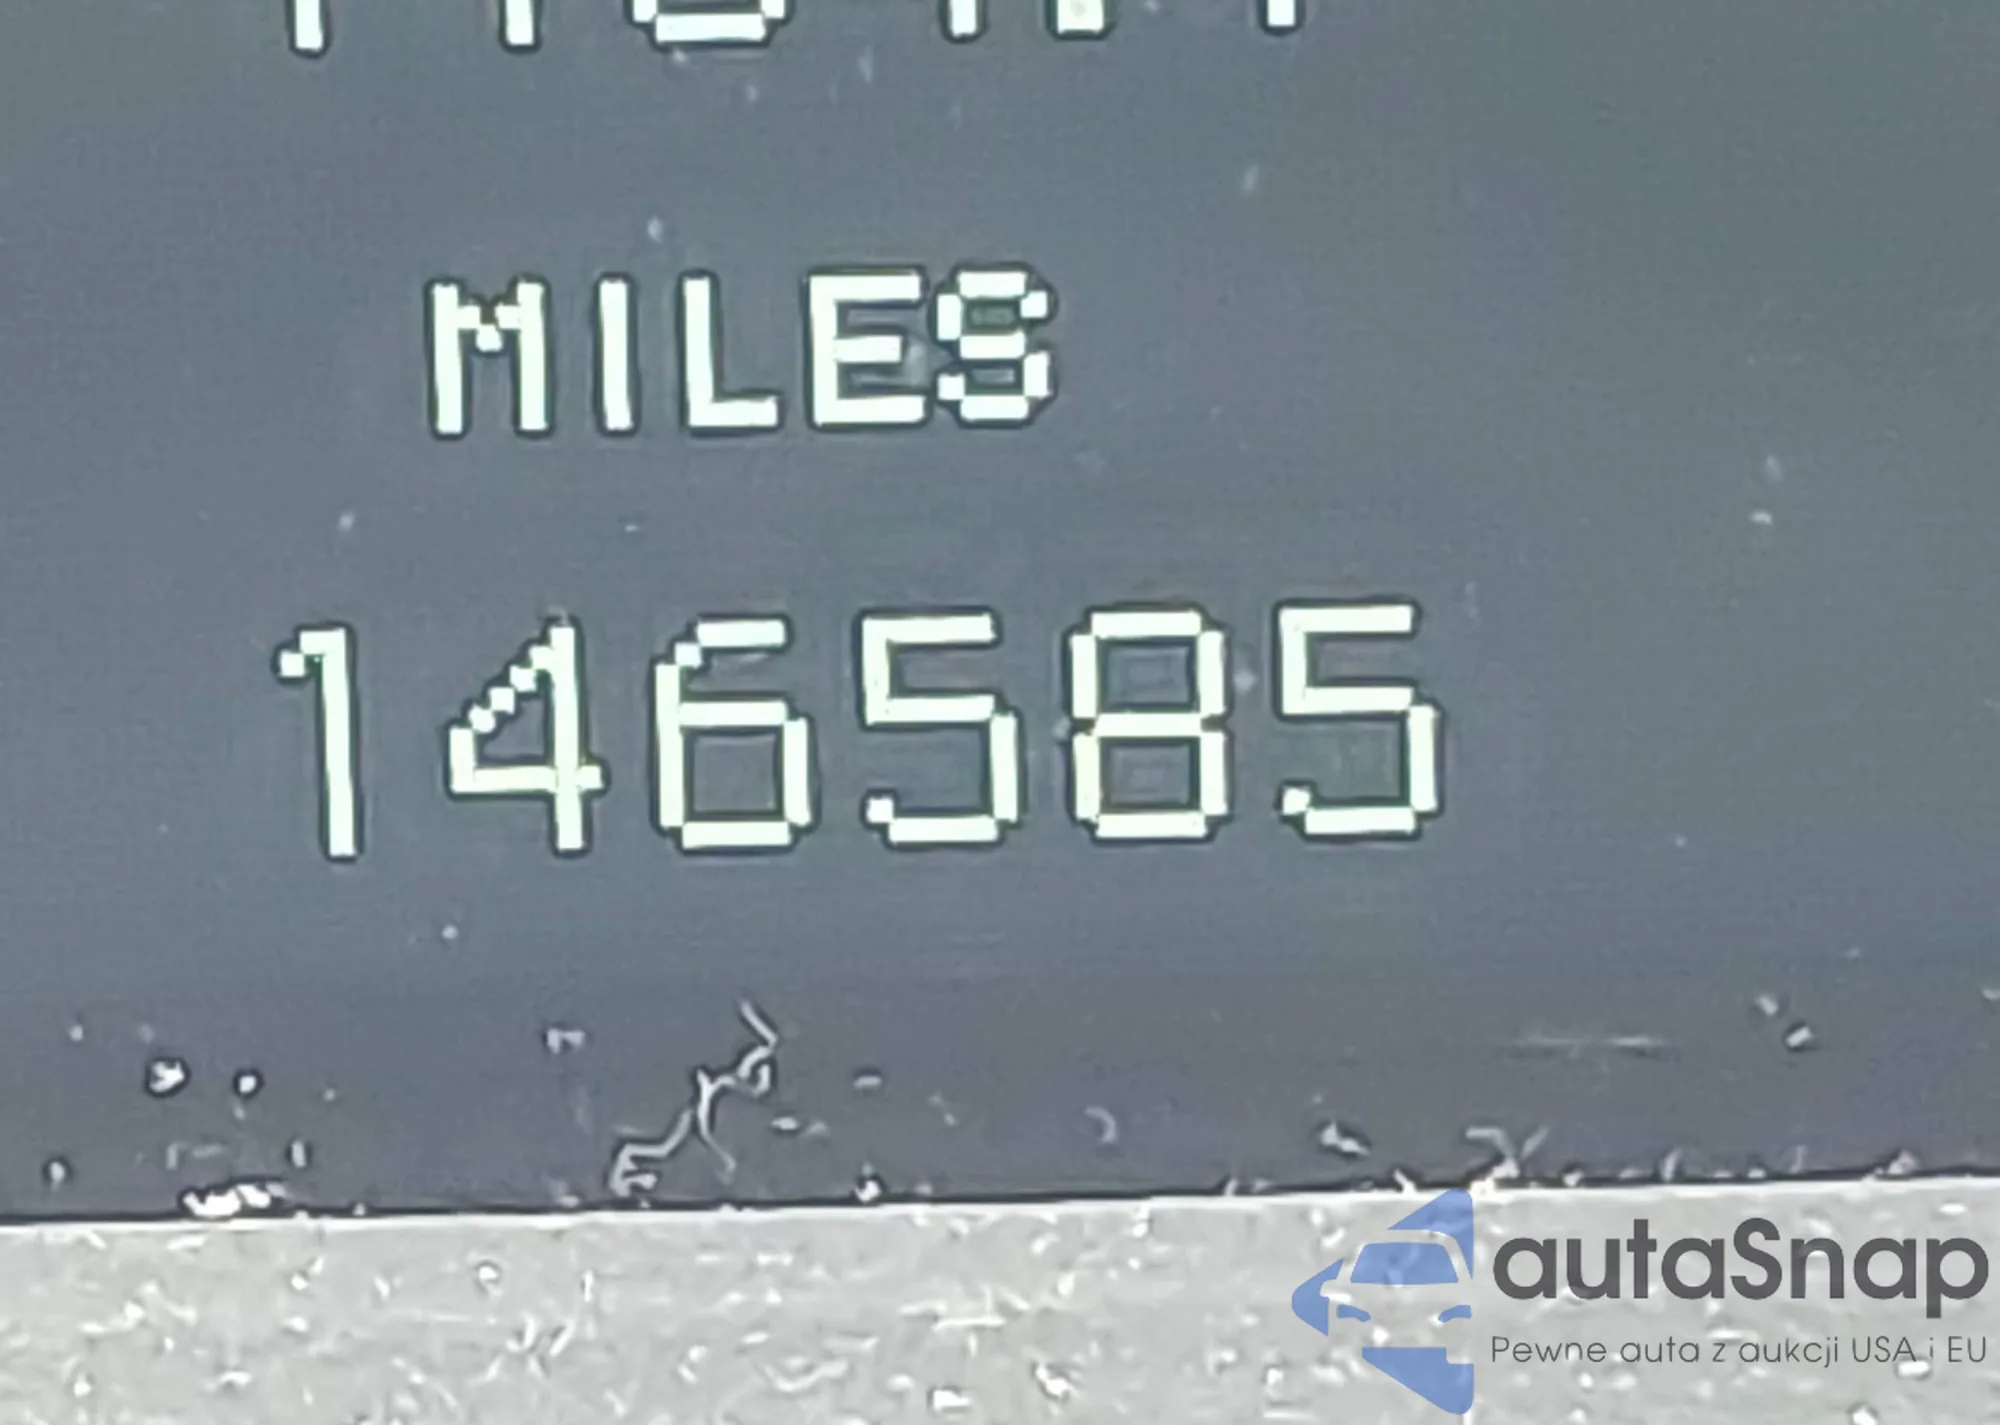 MILES
146585
autaSnap
Pewne auta z aukcji USA i EU